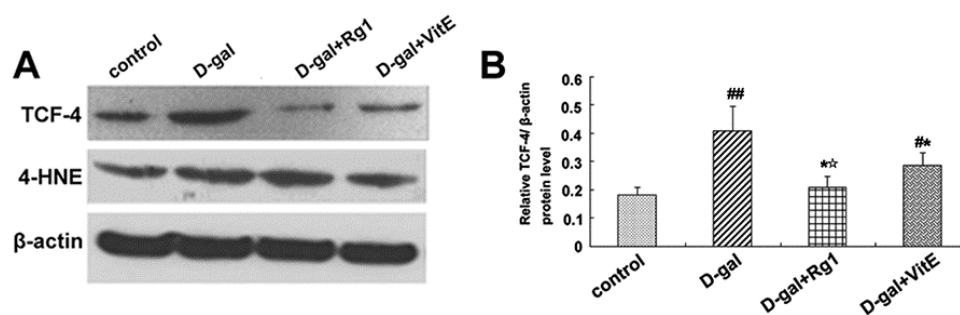 A
control
D-gal
D-gal+Rg1
D-gal+VitE
TCF-4
4-HNE
β-actin
B
Relative TCF-4/ β-actin
protein level
0.6
0.5
0.4
0.3
0.2
0.1
0
##
*☆
#*
control
D-gal
D-gal+Rg1
D-gal+VitE